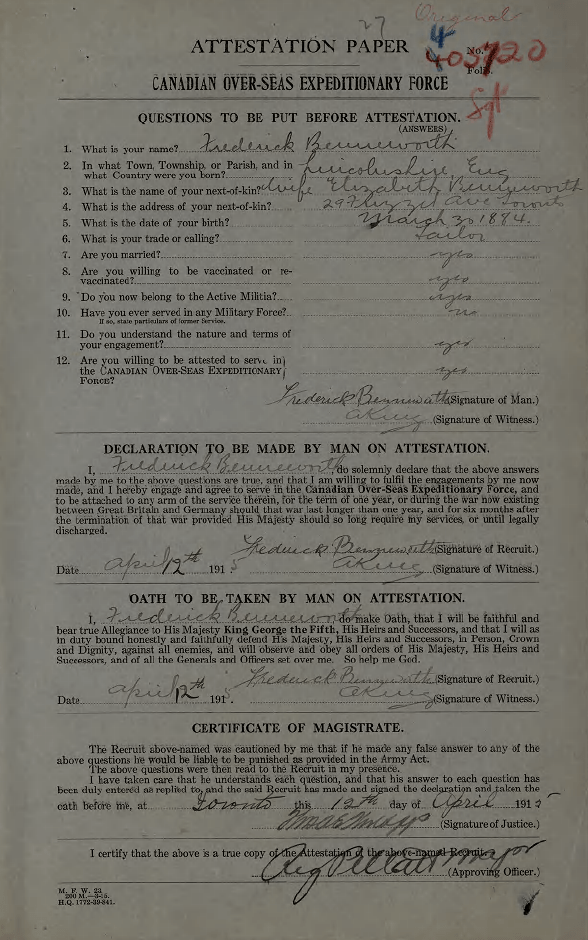 27
Original
ATTESTATION PAPER
No. 403720
Folio.
CANADIAN OVER-SEAS EXPEDITIONARY FORCE
Sgt
QUESTIONS TO BE PUT BEFORE ATTESTATION.
(ANSWERS)
1. What is your name? Frederick Benneworth
2. In what Town, Township, or Parish, and in
what Country were you born? Lincolnshire Eng
3. What is the name of your next-of-kin? wife Elizabeth Benneworth
4. What is the address of your next-of-kin? 29 Ave Toronto
5. What is the date of your birth? March 30 1894.
6. What is your trade or calling? Tailor
7. Are you married? yes
8. Are you willing to be vaccinated or re-
vaccinated? yes
9. Do you now belong to the Active Militia? yes
10. Have you ever served in any Military Force? no
If so, state particulars of former Service.
11. Do you understand the nature and terms of
your engagement? yes
12. Are you willing to be attested to serve in
the CANADIAN OVER-SEAS EXPEDITIONARY yes
FORCE?
Frederick Benneworth (Signature of Man.)
A King (Signature of Witness.)
DECLARATION TO BE MADE BY MAN ON ATTESTATION.
I, Frederick Benneworth, do solemnly declare that the above answers
made by me to the above questions are true, and that I am willing to fulfil the engagements by me now
made, and I hereby engage and agree to serve in the Canadian Over-Seas Expeditionary Force, and
to be attached to any arm of the service therein, for the term of one year, or during the war now existing
between Great Britain and Germany should that war last longer than one year, and for six months after
the termination of that war provided His Majesty should so long require my services, or until legally
discharged.
Frederick Benneworth (Signature of Recruit.)
Date April 12th 1915 A King (Signature of Witness.)
OATH TO BE TAKEN BY MAN ON ATTESTATION.
I, Frederick Benneworth, do make Oath, that I will be faithful and
bear true Allegiance to His Majesty King George the Fifth, His Heirs and Successors, and that I will as
in duty bound honestly and faithfully defend His Majesty, His Heirs and Successors, in Person, Crown
and Dignity, against all enemies, and will observe and obey all orders of His Majesty, His Heirs and
Successors, and of all the Generals and Officers set over me. So help me God.
Frederick Benneworth (Signature of Recruit.)
Date April 12th 1915. A King (Signature of Witness.)
CERTIFICATE OF MAGISTRATE.
The Recruit above-named was cautioned by me that if he made any false answer to any of the
above questions he would be liable to be punished as provided in the Army Act.
The above questions were then read to the Recruit in my presence.
I have taken care that he understands each question, and that his answer to each question has
been duly entered as replied to, and the said Recruit has made and signed the declaration and taken the
oath before me, at Toronto this 12th day of April 1915
(Signature of Justice.)
I certify that the above is a true copy of the Attestation of the above-named Recruit.
Reg Pellatt Major (Approving Officer.)
M. F. W. 23.
200 M.—3-15.
H.Q. 1772-39-841.